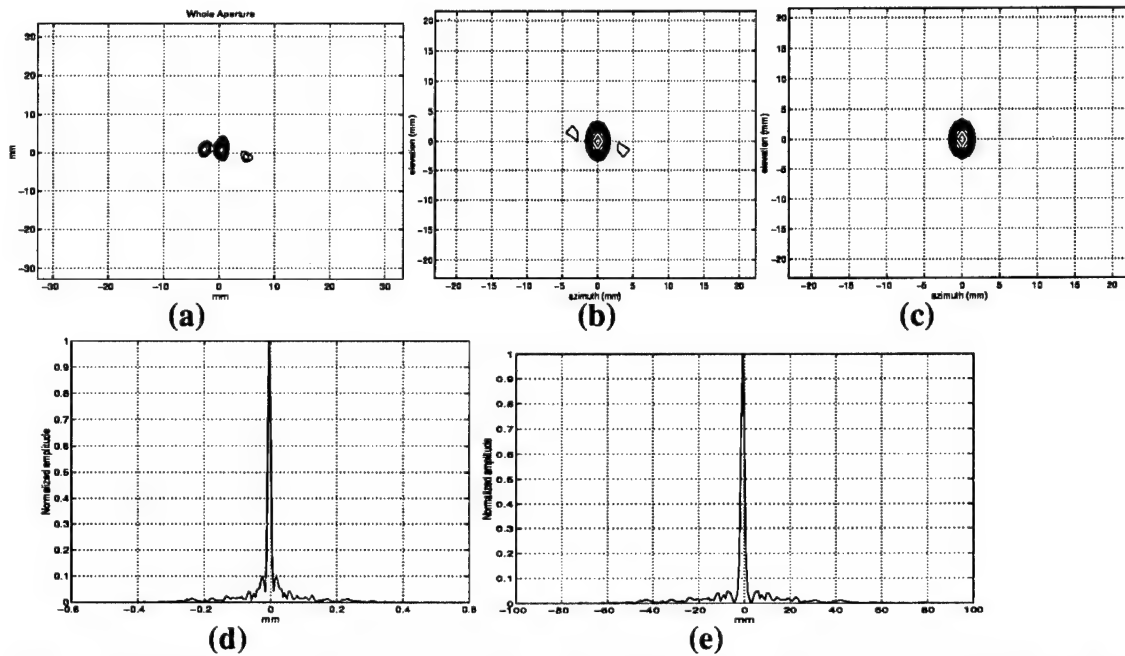 Whole Aperture
30
20
10
0
-10
-20
-30
mm
-30 -20 -10 0 10 20 30
mm
(a)
20
15
10
5
0
-5
-10
-15
-20
elevation (mm)
-20 -15 -10 -5 0 5 10 15 20
azimuth (mm)
(b)
20
15
10
5
0
-5
-10
-15
-20
elevation (mm)
-20 -15 -10 -5 0 5 10 15 20
azimuth (mm)
(c)
1
0.9
0.8
0.7
0.6
0.5
0.4
0.3
0.2
0.1
0
Normalized amplitude
-0.6 -0.4 -0.2 0 0.2 0.4 0.6
mm
(d)
1
0.9
0.8
0.7
0.6
0.5
0.4
0.3
0.2
0.1
0
Normalized amplitude
-100 -80 -60 -40 -20 0 20 40 60 80 100
mm
(e)